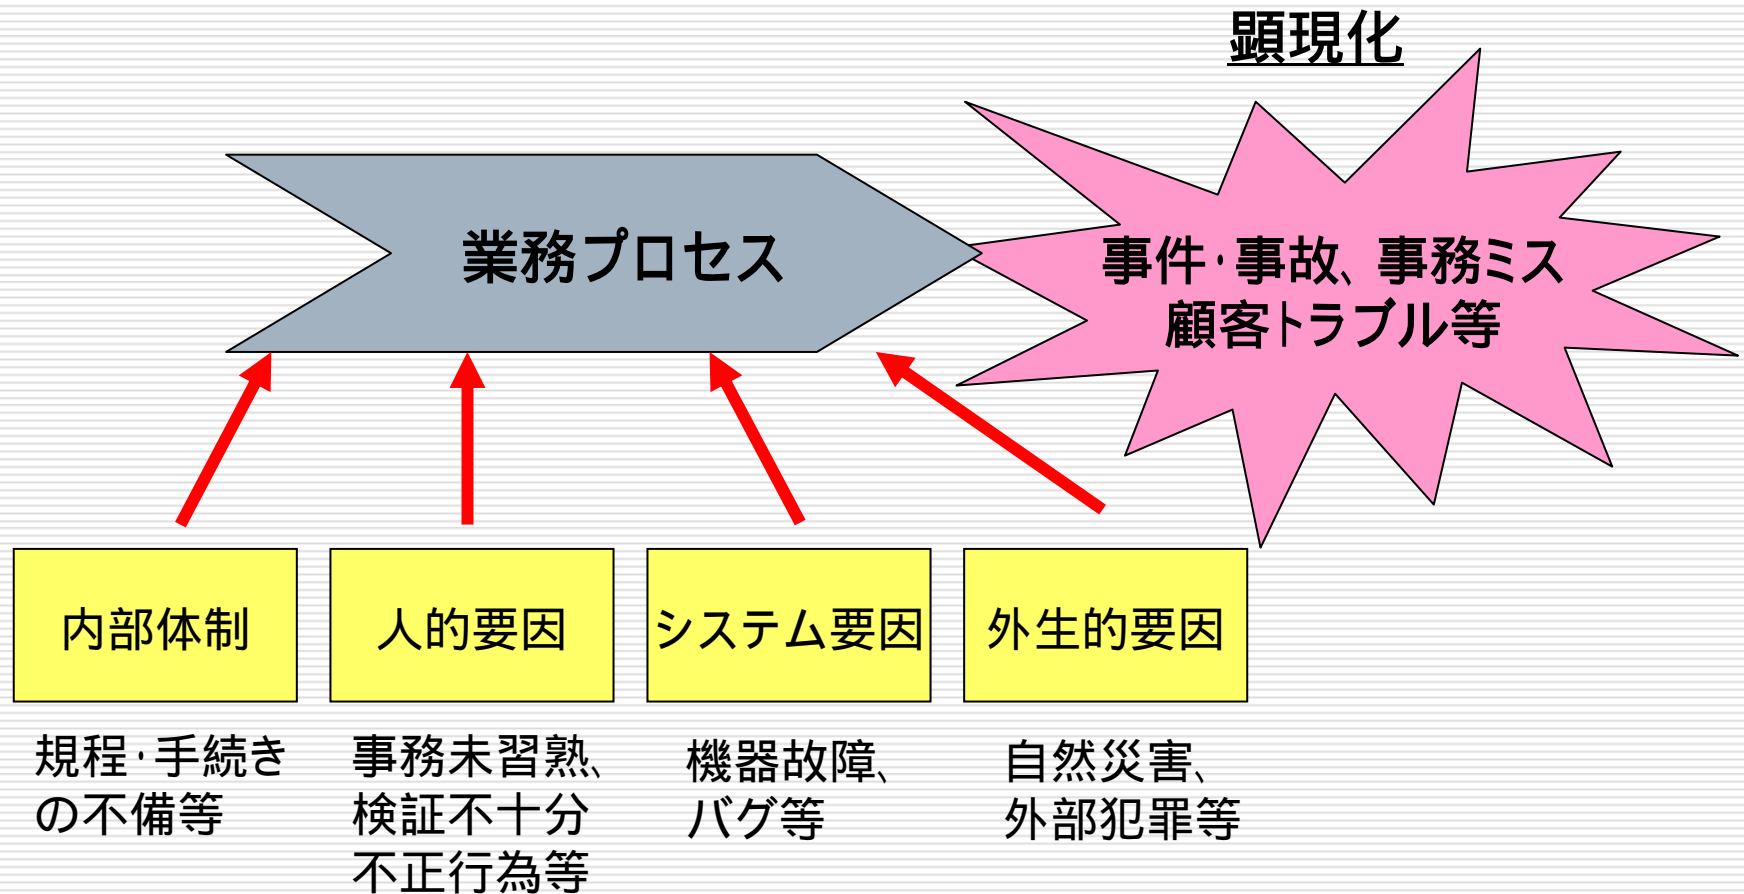 顕現化
業務プロセス
事件・事故、事務ミス
顧客トラブル等
内部体制
人的要因
システム要因
外生的要因
規程・手続き
の不備等
事務未習熟、
検証不十分
不正行為等
機器故障、
バグ等
自然災害、
外部犯罪等